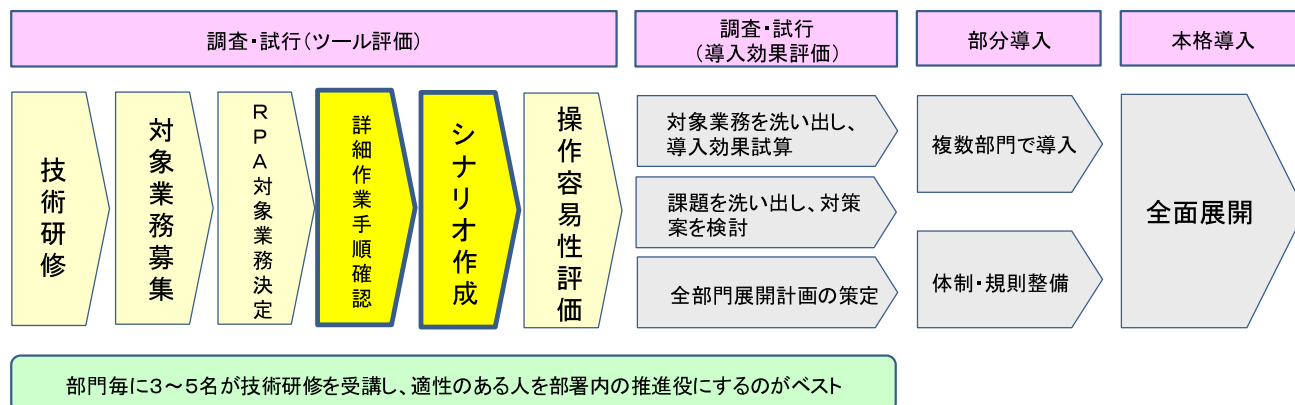 調査・試行(ツール評価)
調査・試行
(導入効果評価)
部分導入
本格導入
技術研修
対象業務募集
RPA対象業務決定
詳細作業手順確認
シナリオ作成
操作容易性評価
対象業務を洗い出し、
導入効果試算
課題を洗い出し、対策
案を検討
全部門展開計画の策定
複数部門で導入
体制・規則整備
全面展開
部門毎に3～5名が技術研修を受講し、適性のある人を部署内の推進役にするのがベスト